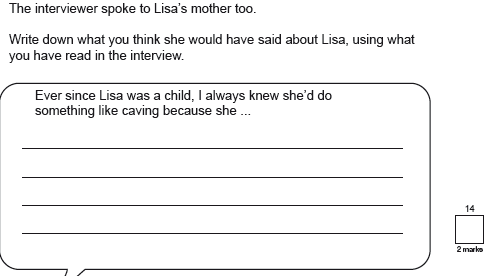 The interviewer spoke to Lisa's mother too.
Write down what you think she would have said about Lisa, using what
you have read in the interview.
Ever since Lisa was a child, I always knew she'd do
something like caving because she ...
14
2 marks